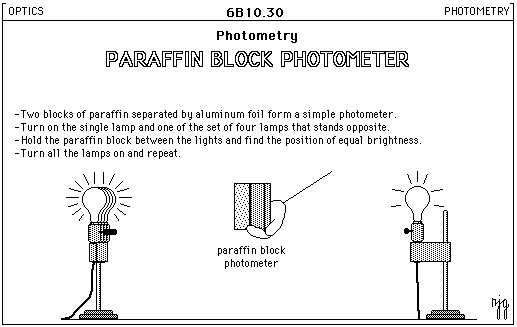 OPTICS 6B10.30 PHOTOMETRY
Photometry
PARAFFIN BLOCK PHOTOMETER
-Two blocks of paraffin separated by aluminum foil form a simple photometer.
-Turn on the single lamp and one of the set of four lamps that stands opposite.
-Hold the paraffin block between the lights and find the position of equal brightness.
-Turn all the lamps on and repeat.
paraffin block
photometer